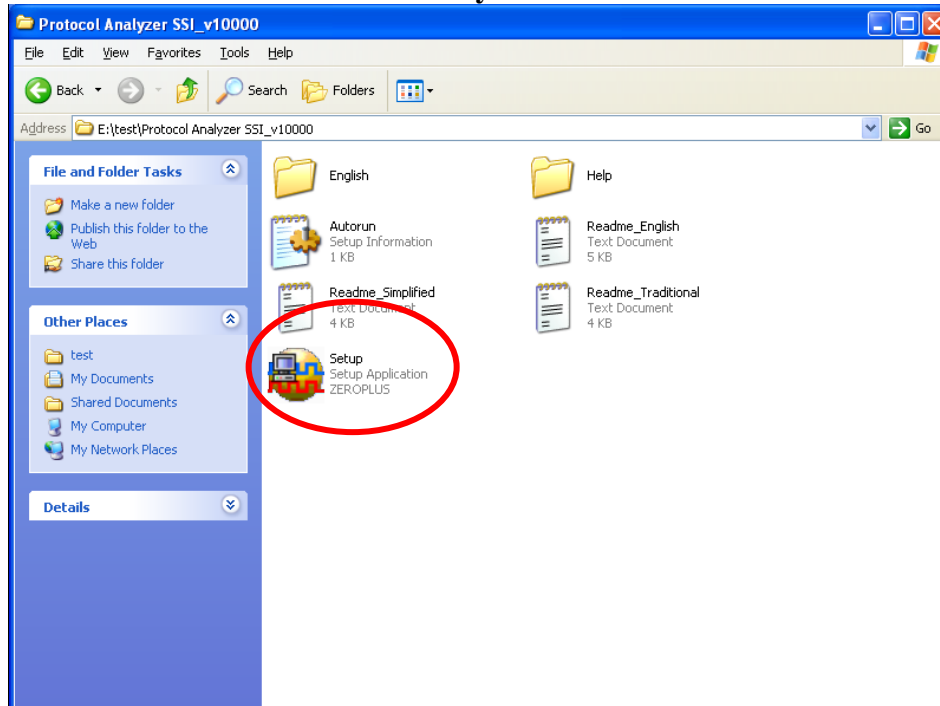 Protocol Analyzer SSI_v10000
File Edit View Favorites Tools Help
Back Search Folders
Address E:\test\Protocol Analyzer SSI_v10000 Go
File and Folder Tasks
Make a new folder
Publish this folder to the
Web
Share this folder
Other Places
test
My Documents
Shared Documents
My Computer
My Network Places
Details
English
Help
Autorun
Setup Information
1 KB
Readme_English
Text Document
5 KB
Readme_Simplified
Text Document
4 KB
Readme_Traditional
Text Document
4 KB
Setup
Setup Application
ZEROPLUS